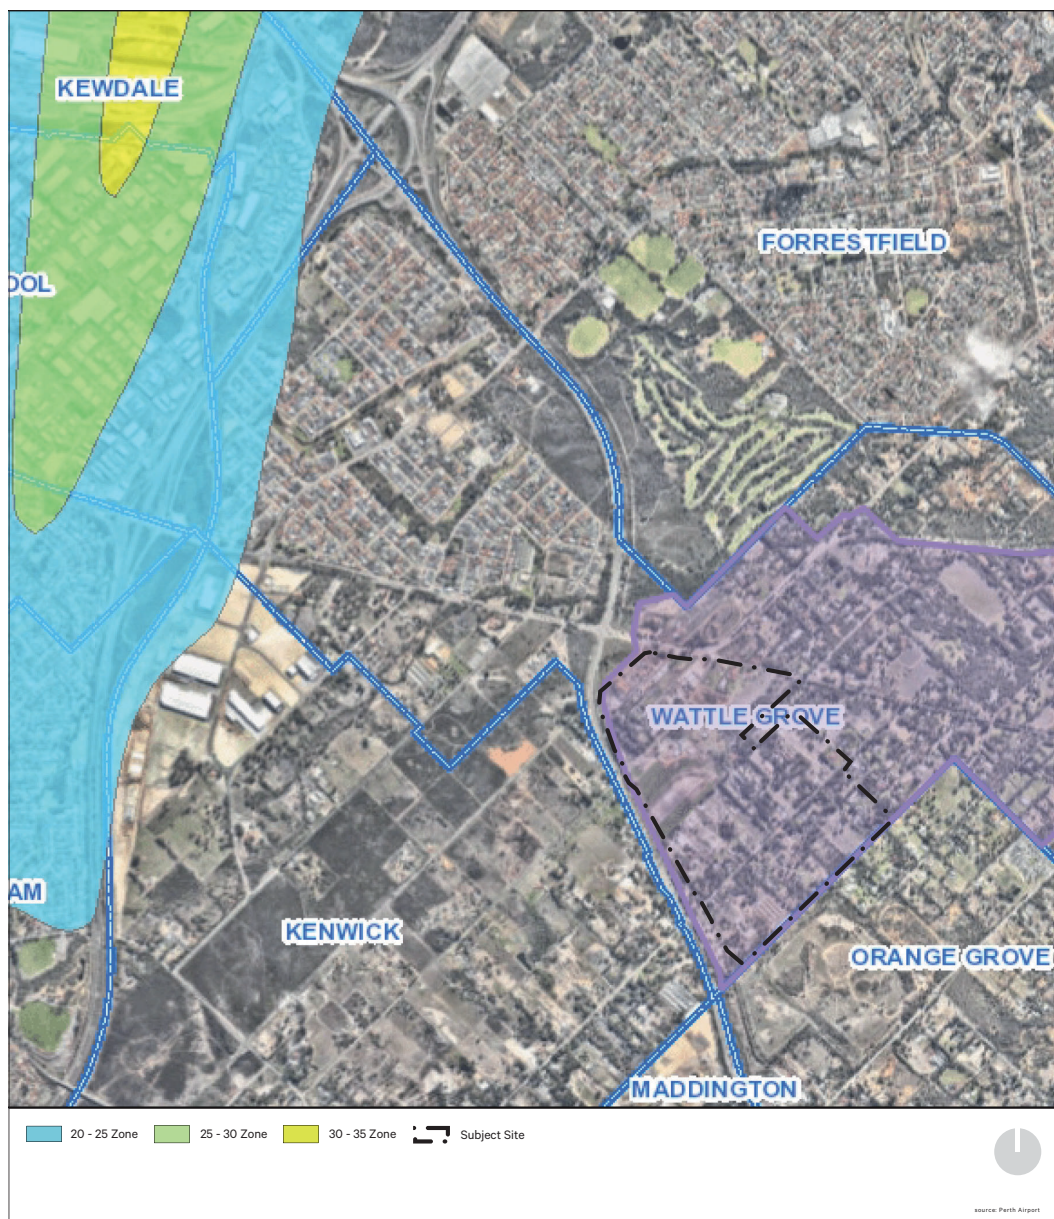 KEWDALE
FORRESTFIELD
OOL
WATTLE GROVE
AM
KENWICK
ORANGE GROVE
MADDINGTON
20 - 25 Zone
25 - 30 Zone
30 - 35 Zone
Subject Site
source: Perth Airport